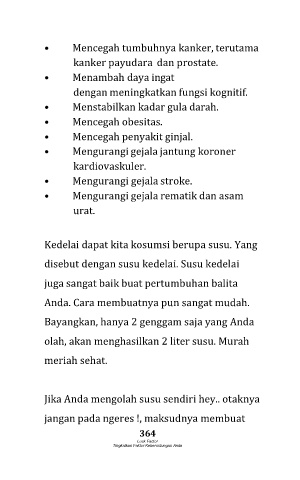 • Mencegah tumbuhnya kanker, terutama
kanker payudara dan prostate.
• Menambah daya ingat
dengan meningkatkan fungsi kognitif.
• Menstabilkan kadar gula darah.
• Mencegah obesitas.
• Mencegah penyakit ginjal.
• Mengurangi gejala jantung koroner
kardiovaskuler.
• Mengurangi gejala stroke.
• Mengurangi gejala rematik dan asam
urat.
Kedelai dapat kita kosumsi berupa susu. Yang
disebut dengan susu kedelai. Susu kedelai
juga sangat baik buat pertumbuhan balita
Anda. Cara membuatnya pun sangat mudah.
Bayangkan, hanya 2 genggam saja yang Anda
olah, akan menghasilkan 2 liter susu. Murah
meriah sehat.
Jika Anda mengolah susu sendiri hey.. otaknya
jangan pada ngeres !, maksudnya membuat
364
Luck Factor
Tingkatkan Faktor Keberuntungan Anda